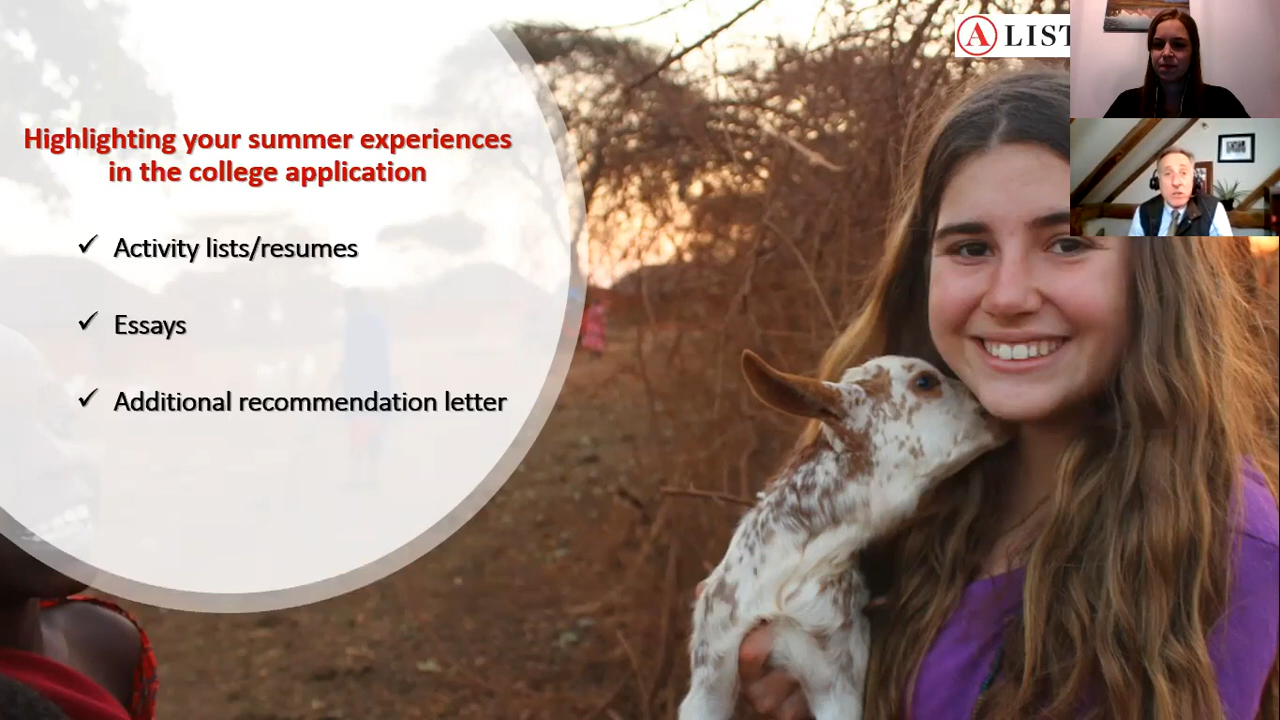 Highlighting your summer experiences
in the college application
✓ Activity lists/resumes
✓ Essays
✓ Additional recommendation letter
A LIST